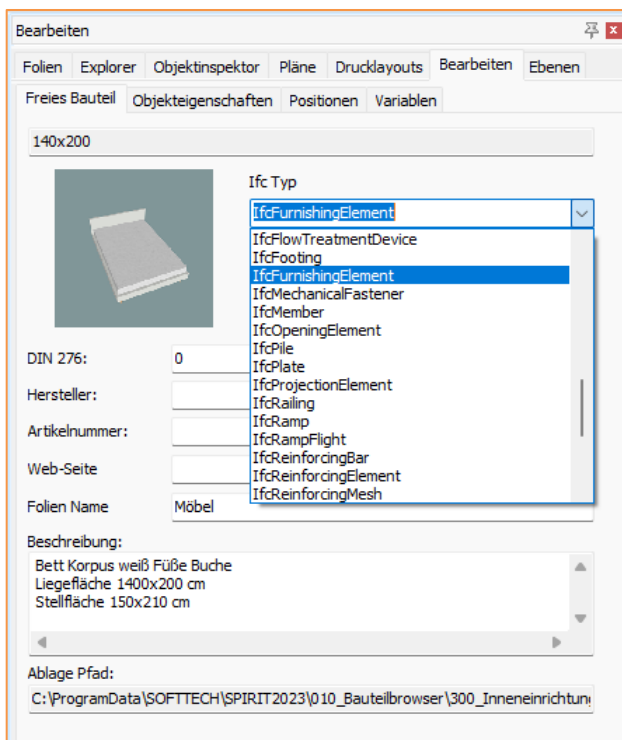 Bearbeiten
Folien Explorer Objektinspektor Pläne Drucklayouts Bearbeiten Ebenen
Freies Bauteil Objekteigenschaften Positionen Variablen
140x200
Ifc Typ
IfcFurnishingElement
IfcFlowTreatmentDevice
IfcFooting
IfcFurnishingElement
IfcMechanicalFastener
IfcMember
IfcOpeningElement
IfcPile
IfcPlate
IfcProjectionElement
IfcRailing
IfcRamp
IfcRampFlight
IfcReinforcingBar
IfcReinforcingElement
IfcReinforcingMesh
DIN 276: 0
Hersteller:
Artikelnummer:
Web-Seite
Folien Name Möbel
Beschreibung:
Bett Korpus weiß Füße Buche
Liegefläche 1400x200 cm
Stellfläche 150x210 cm
Ablage Pfad:
C:\ProgramData\SOFTTECH\SPIRIT2023\010_Bauteilbrowser\300_Inneneinrichtun